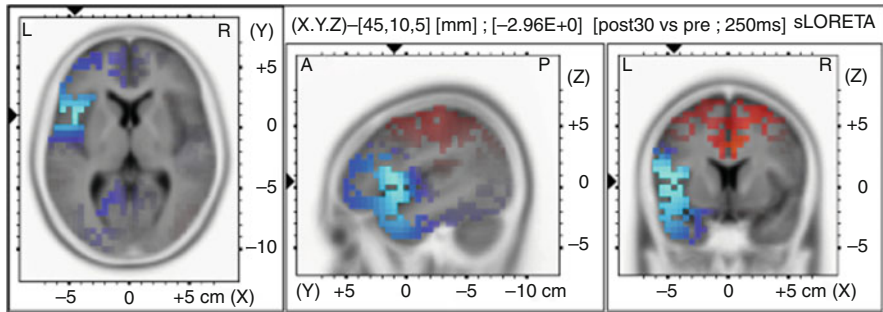 (X.Y.Z)–[45,10,5] [mm] ; [−2.96E+0] [post30 vs pre ; 250ms] sLORETA
L R (Y)
+5
0
−5
−10
−5 0 +5 cm (X)
A P (Z)
+5
0
−5
(Y) +5 0 −5 −10 cm
L R (Z)
+5
0
−5
−5 0 +5 cm (X)